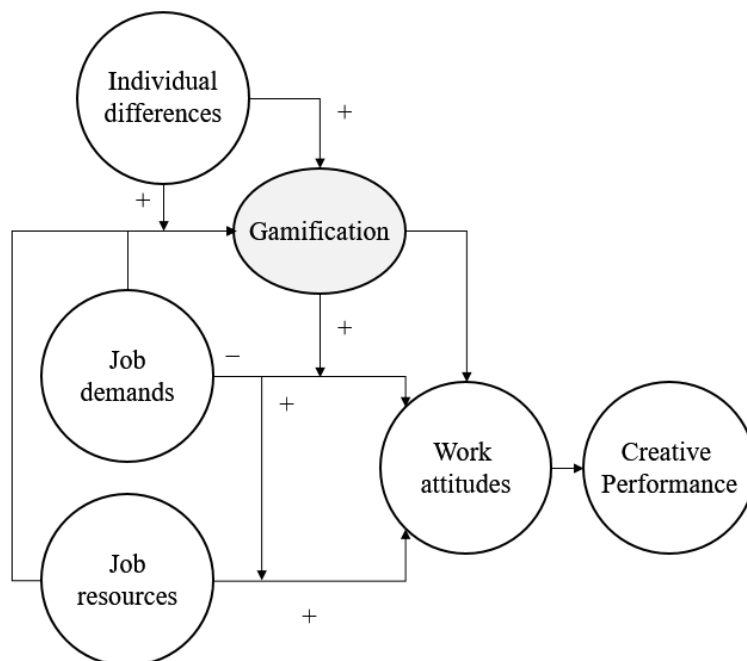 Individual
differences
+
+
Gamification
+
Job
demands
−
+
Work
attitudes
Creative
Performance
Job
resources
+